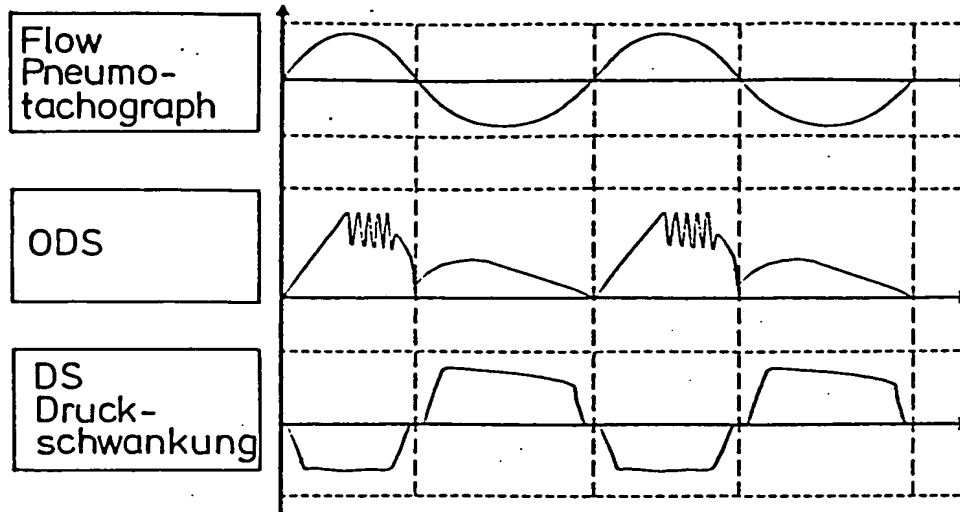 Flow
Pneumo-
tachograph
ODS
DS
Druck-
schwankung